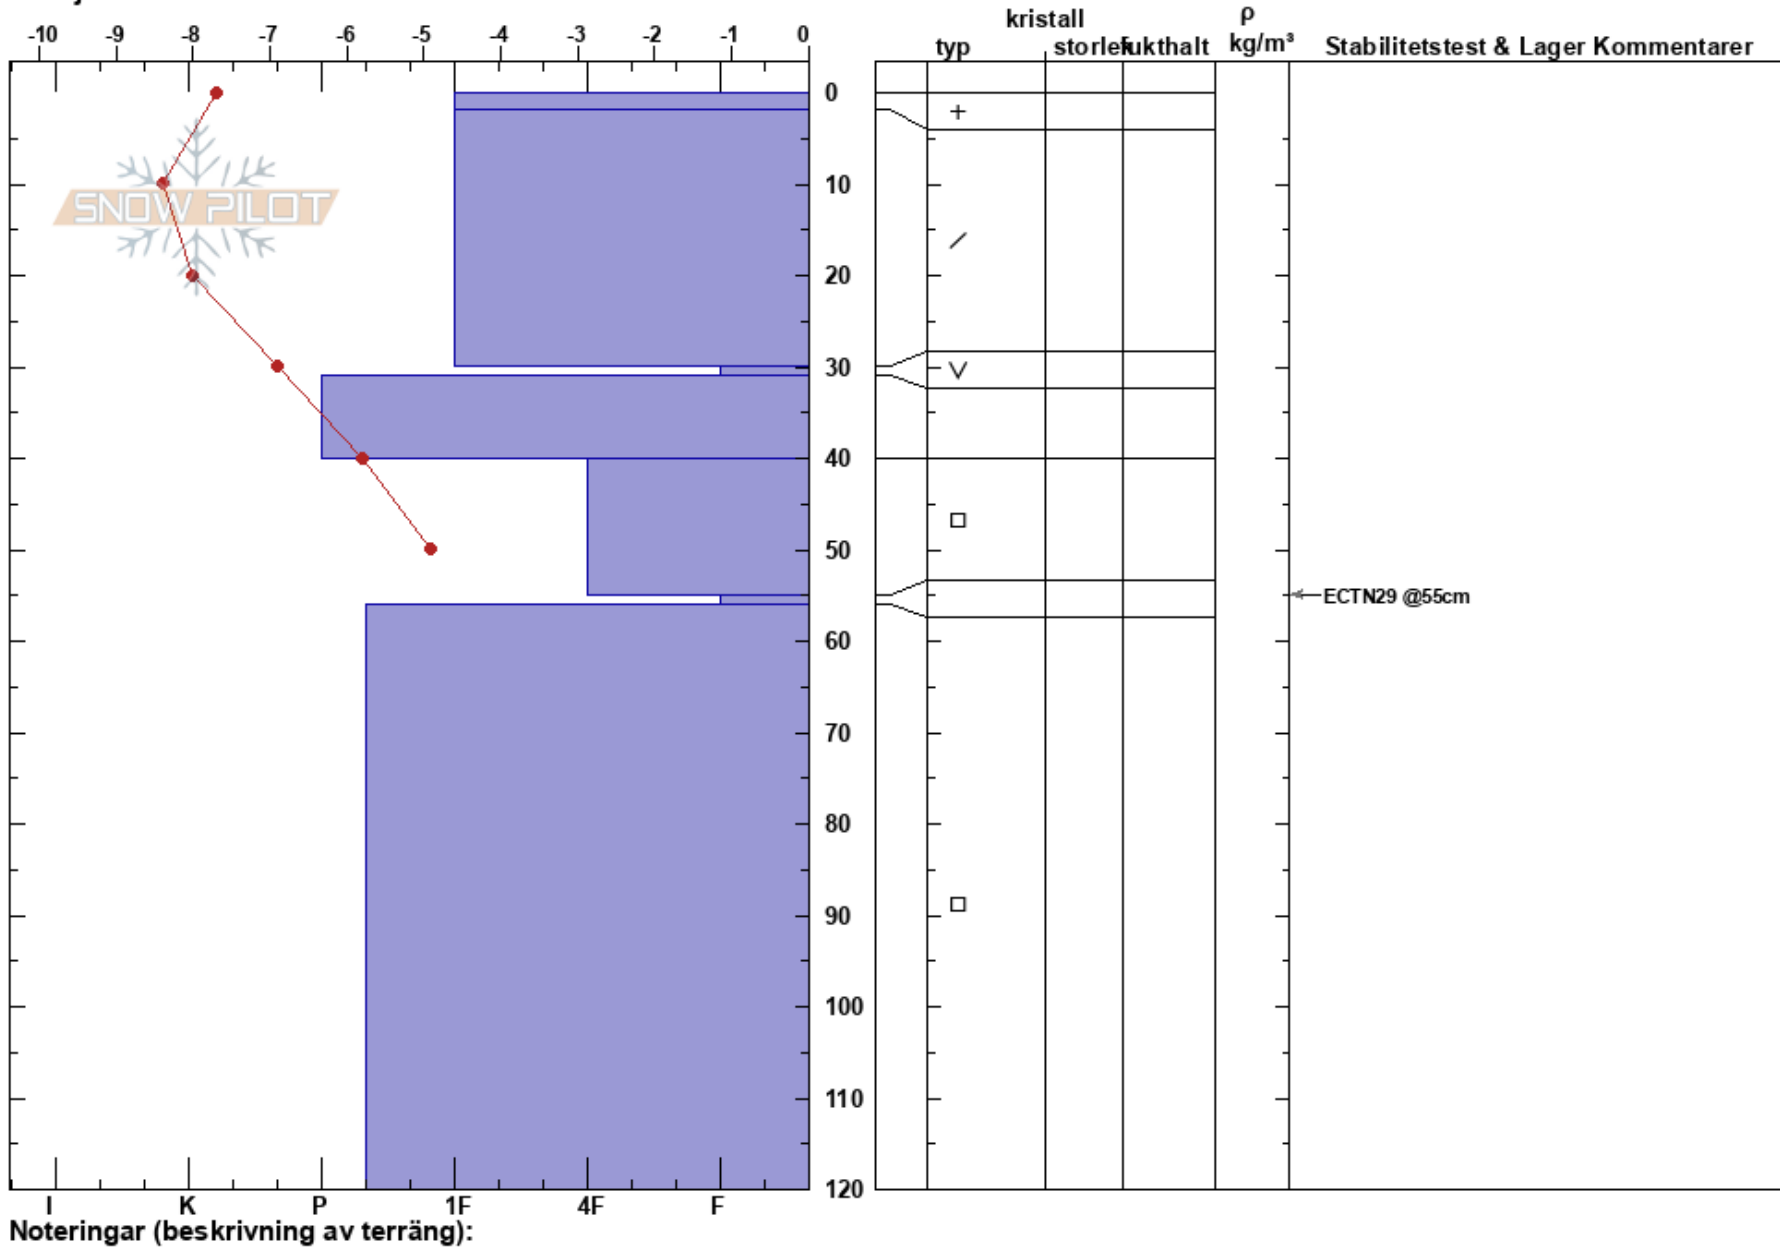 kristall
ρ
-10 -9 -8 -7 -6 -5 -4 -3 -2 -1 0
typ storlek fukthalt kg/m³ Stabilitetstest & Lager Kommentarer
0
SNOW PILOT
10
20
30
40
50
ECTN29 @55cm
60
70
80
90
100
110
120
I K P 1F 4F F
Noteringar (beskrivning av terräng):